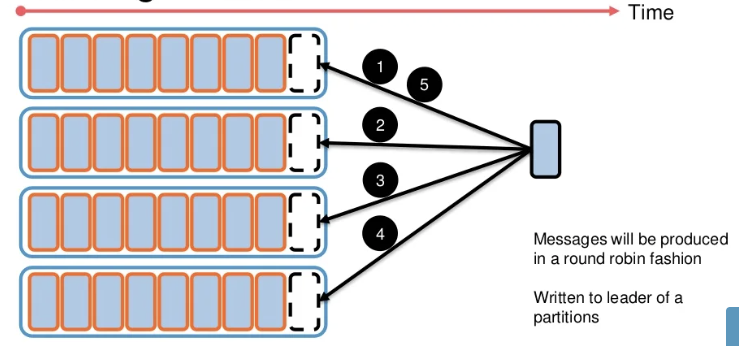 Time
1
5
2
3
4
Messages will be produced
in a round robin fashion
Written to leader of a
partitions